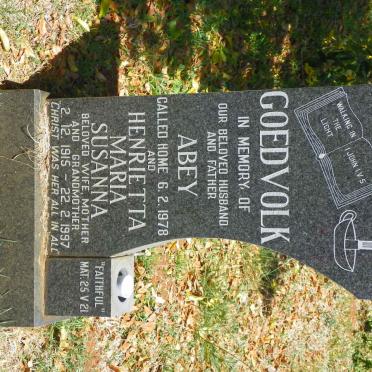 GOEDVOLK
IN MEMORY OF
OUR BELOVED HUSBAND
AND FATHER
ABEY
CALLED HOME 6.2.1978
AND
HENRIETTA
MARIA
SUSANNA
BELOVED WIFE, MOTHER
AND GRANDMOTHER
2.12.1915 - 22.2.1997
CHRIST WAS HER ALL IN ALL
WALKING IN
THE
LIGHT
I JOHN I V 5
"FAITHFUL"
MAT. 25 V 21